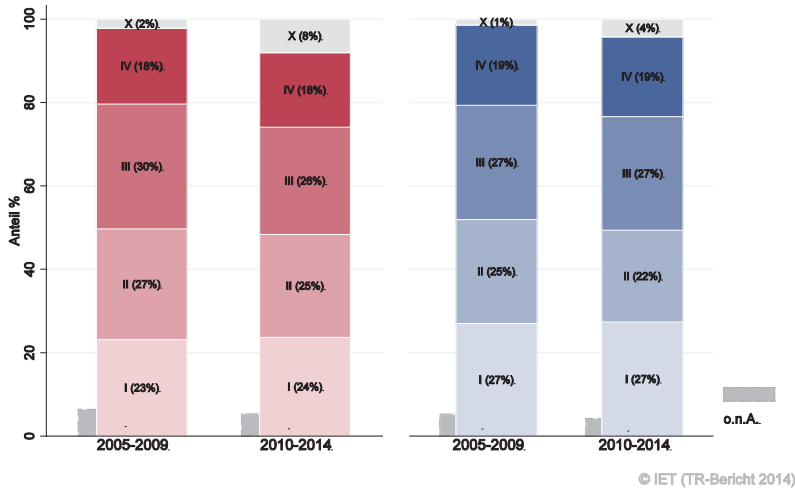 Anteil %
100
80
60
40
20
0
X (2%).
IV (18%).
III (30%).
II (27%).
I (23%).
2005-2009.
X (8%).
IV (18%).
III (26%).
II (25%).
I (24%).
2010-2014.
X (1%).
IV (19%).
III (27%).
II (25%).
I (27%).
2005-2009.
X (4%).
IV (19%).
III (27%).
II (22%).
I (27%).
2010-2014.
o.n.A..
© IET (TR-Bericht 2014)